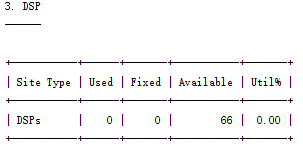 3. DSP
------
+-----------+------+-------+-----------+-------+
| Site Type | Used | Fixed | Available | Util% |
+-----------+------+-------+-----------+-------+
| DSPs      |    0 |     0 |        66 |  0.00 |
+-----------+------+-------+-----------+-------+